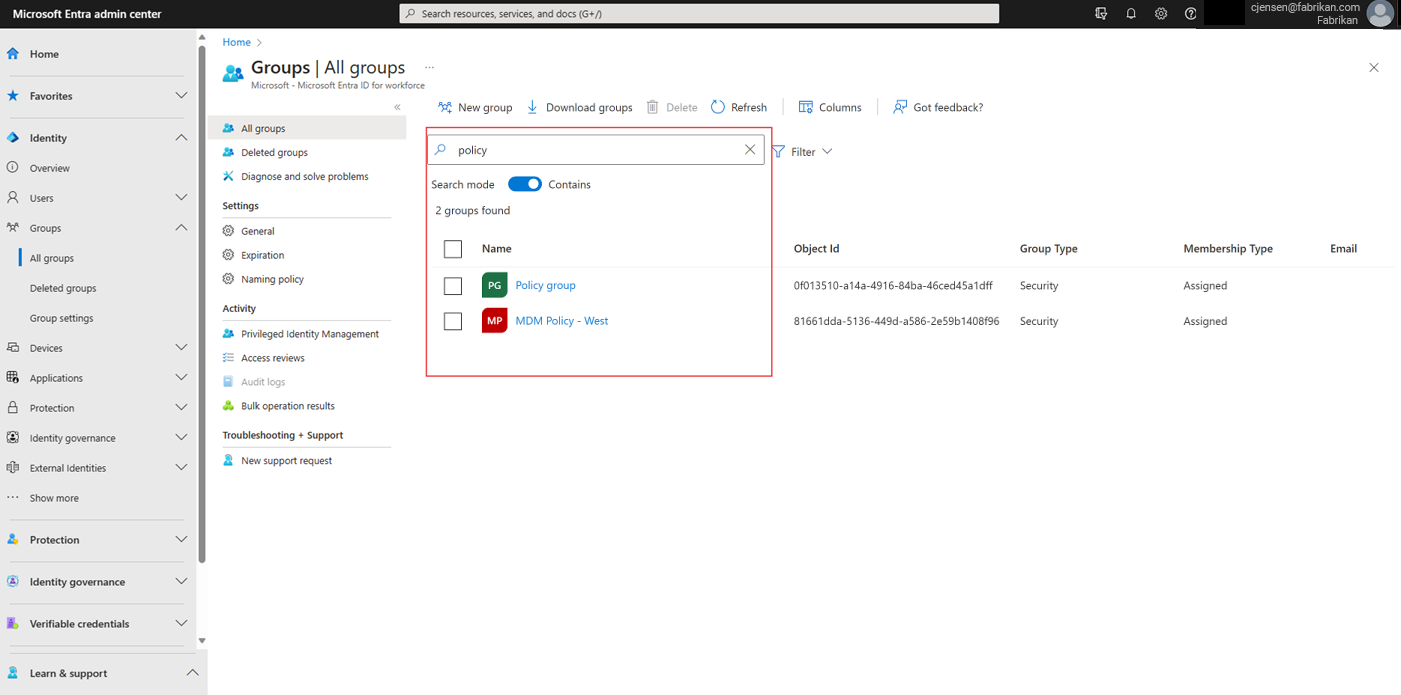 Microsoft Entra admin center
Search resources, services, and docs (G+/)
cjensen@fabrikan.com
Fabrikan
Home
Favorites
Identity
Overview
Users
Groups
All groups
Deleted groups
Group settings
Devices
Applications
Protection
Identity governance
External Identities
Show more
Protection
Identity governance
Verifiable credentials
Learn & support
Home
Groups | All groups
Microsoft - Microsoft Entra ID for workforce
All groups
Deleted groups
Diagnose and solve problems
Settings
General
Expiration
Naming policy
Activity
Privileged Identity Management
Access reviews
Audit logs
Bulk operation results
Troubleshooting + Support
New support request
New group Download groups Delete Refresh Columns Got feedback?
policy Filter
Search mode Contains
2 groups found
Name Object Id Group Type Membership Type Email
PG Policy group 0f013510-a14a-4916-84ba-46ced45a1dff Security Assigned
MP MDM Policy - West 81661dda-5136-449d-a586-2e59b1408f96 Security Assigned